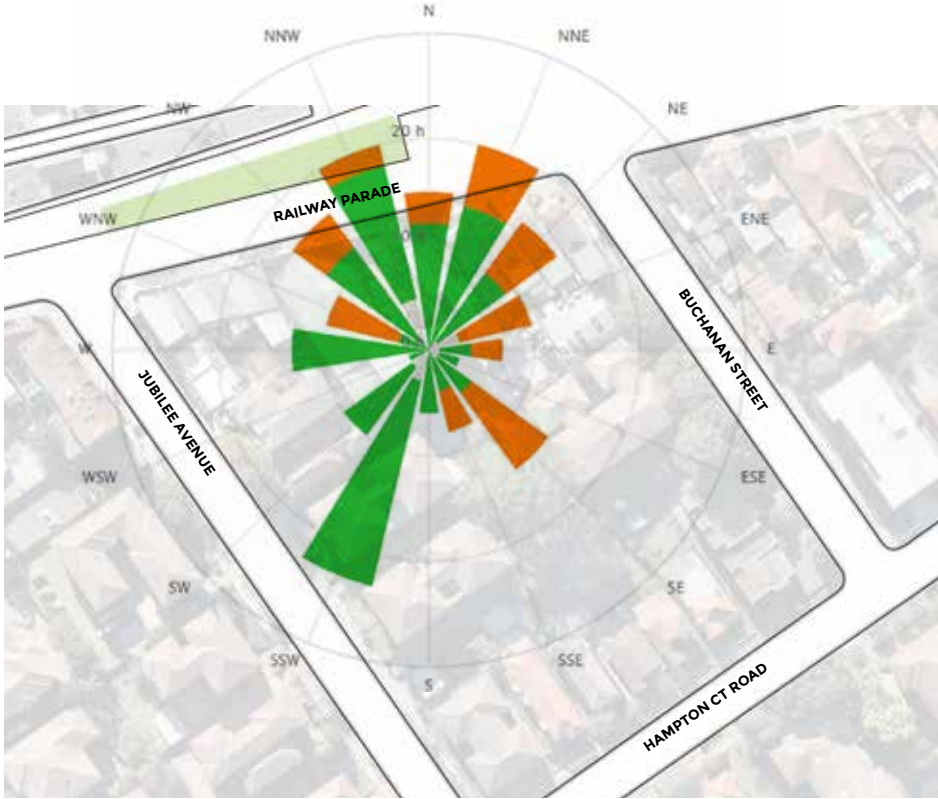 N
NNW
NNE
NW
NE
20 h
RAILWAY PARADE
WNW
ENE
W
E
BUCHANAN STREET
JUBILEE AVENUE
WSW
ESE
SW
SE
SSW
SSE
S
HAMPTON CT ROAD